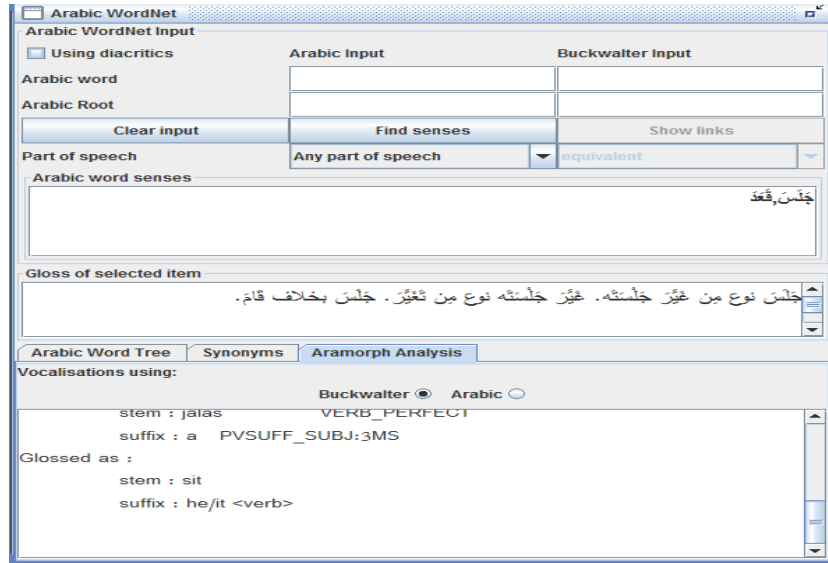 Arabic WordNet
Arabic WordNet Input
Using diacritics Arabic Input Buckwalter Input
Arabic word
Arabic Root
Clear input Find senses Show links
Part of speech Any part of speech equivalent
Arabic word senses
جَلَسَ,قَعَدَ
Gloss of selected item
جَلَسَ نوع مِن غَيَّرَ جَلْسَتَه. غَيَّرَ جَلْسَتَه نوع مِن تَغَيَّرَ. جَلَسَ بخلاف قَامَ.
Arabic Word Tree Synonyms Aramorph Analysis
Vocalisations using:
Buckwalter Arabic
stem : jalas VERB_PERFECT
suffix : a PVSUFF_SUBJ:3MS
Glossed as :
stem : sit
suffix : he/it <verb>